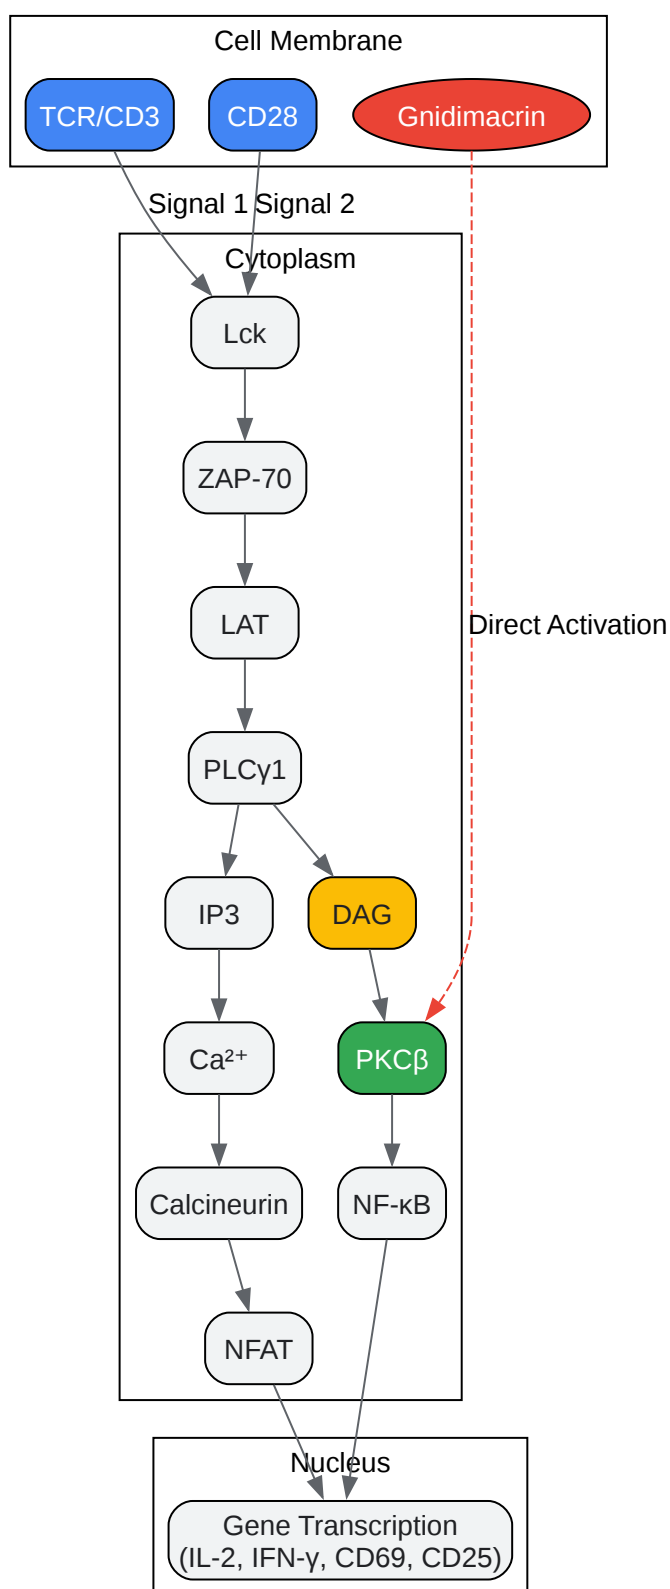 Cell Membrane
TCR/CD3
CD28
Gnidimacrin
Signal 1
Signal 2
Cytoplasm
Lck
ZAP-70
LAT
Direct Activation
PLCγ1
IP3
DAG
Ca²⁺
PKCβ
Calcineurin
NF-κB
NFAT
Nucleus
Gene Transcription
(IL-2, IFN-γ, CD69, CD25)